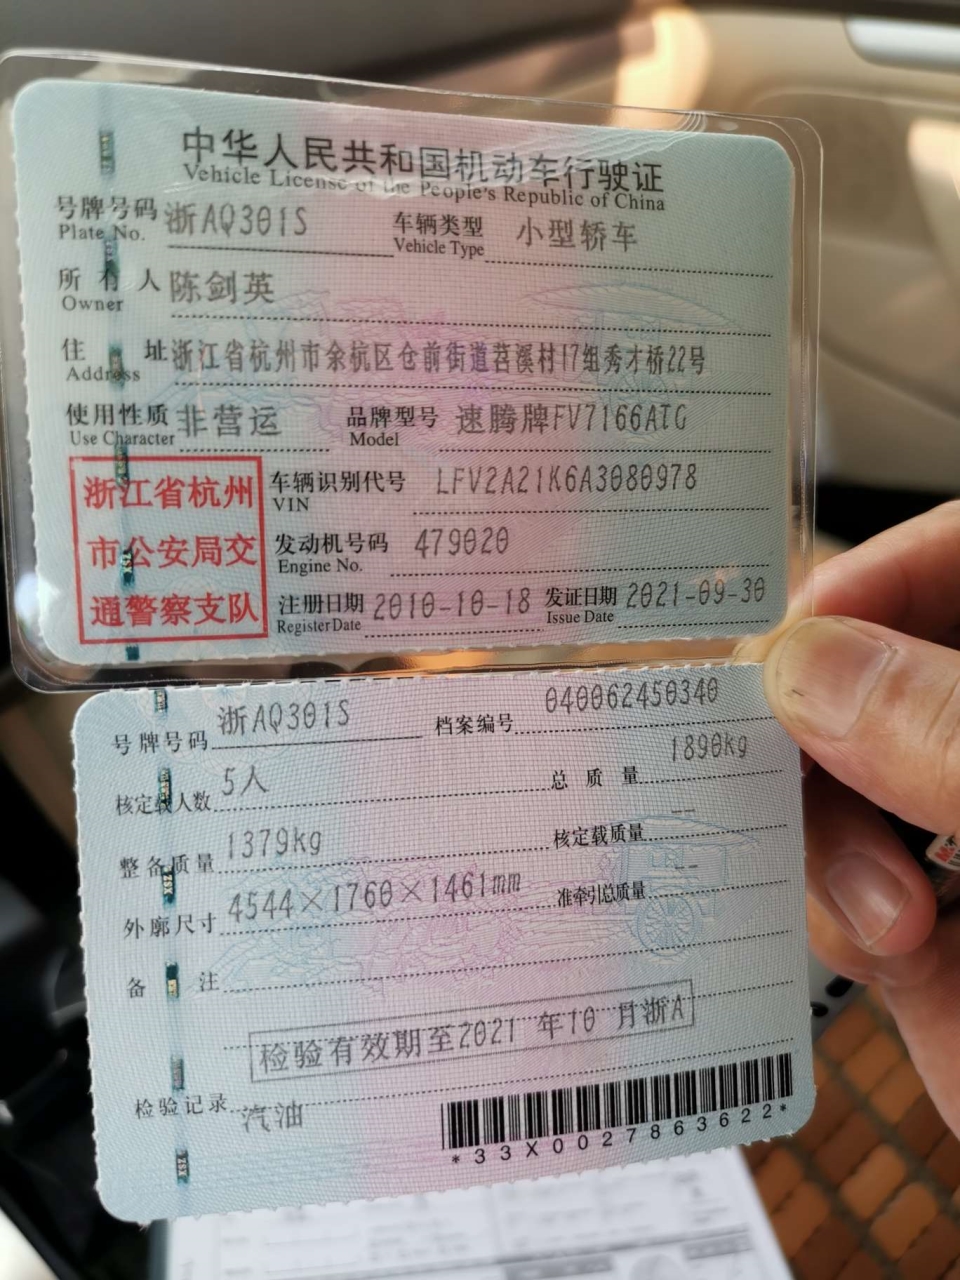 中华人民共和国机动车行驶证
Vehicle License of the People's Republic of China
号牌号码 浙AQ301S 车辆类型 小型轿车
Plate No. Vehicle Type
所有人 陈剑英
Owner
住址 浙江省杭州市余杭区仓前街道苕溪村17组秀才桥22号
Address
使用性质 非营运 品牌型号 速腾牌FV7166ATG
Use Character Model
浙江省杭州
市公安局交
通警察支队
车辆识别代号 LFV2A21K6A3080978
VIN
发动机号码 479020
Engine No.
注册日期 2010-10-18 发证日期 2021-09-30
Register Date Issue Date
号牌号码 浙AQ301S 档案编号 040062450340
核定载人数 5人 总质量 1890kg
整备质量 1379kg 核定载质量 --
外廓尺寸 4544×1760×1461mm 准牵引总质量 --
备注
检验有效期至2021年10月浙A
检验记录
汽油
*33X0027863622*